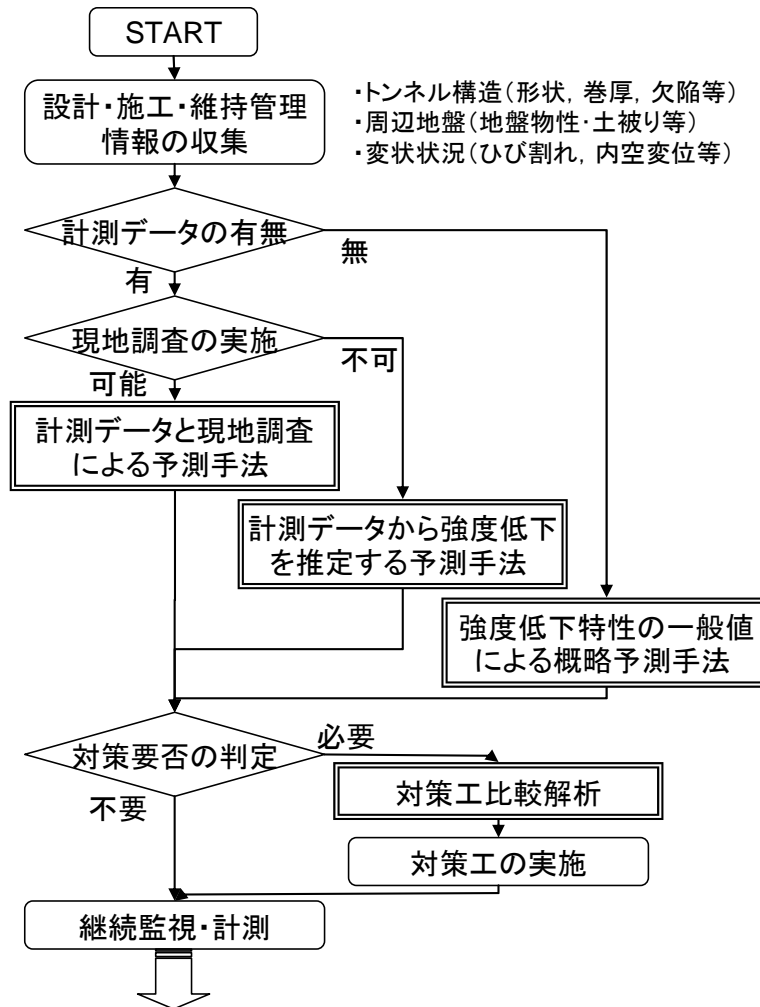 START
設計・施工・維持管理
情報の収集
・トンネル構造(形状, 巻厚, 欠陥等)
・周辺地盤(地盤物性・土被り等)
・変状状況(ひび割れ, 内空変位等)
計測データの有無
無
有
現地調査の実施
不可
可能
計測データと現地調査
による予測手法
計測データから強度低下
を推定する予測手法
強度低下特性の一般値
による概略予測手法
対策要否の判定
必要
不要
対策工比較解析
対策工の実施
継続監視・計測